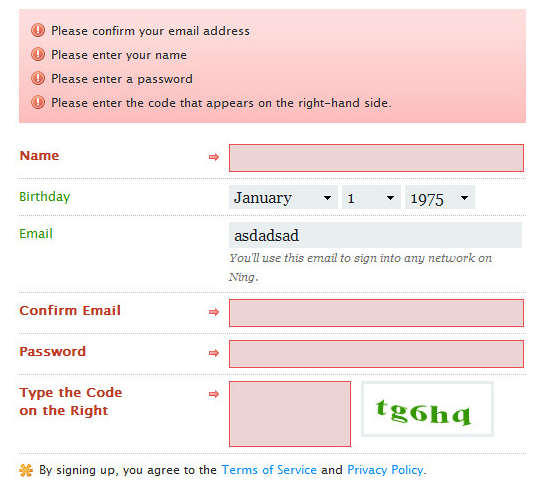 Please confirm your email address
Please enter your name
Please enter a password
Please enter the code that appears on the right-hand side.
Name
Birthday January 1 1975
Email asdadsad
You'll use this email to sign into any network on
Ning.
Confirm Email
Password
Type the Code
on the Right
tg6hq
By signing up, you agree to the Terms of Service and Privacy Policy.